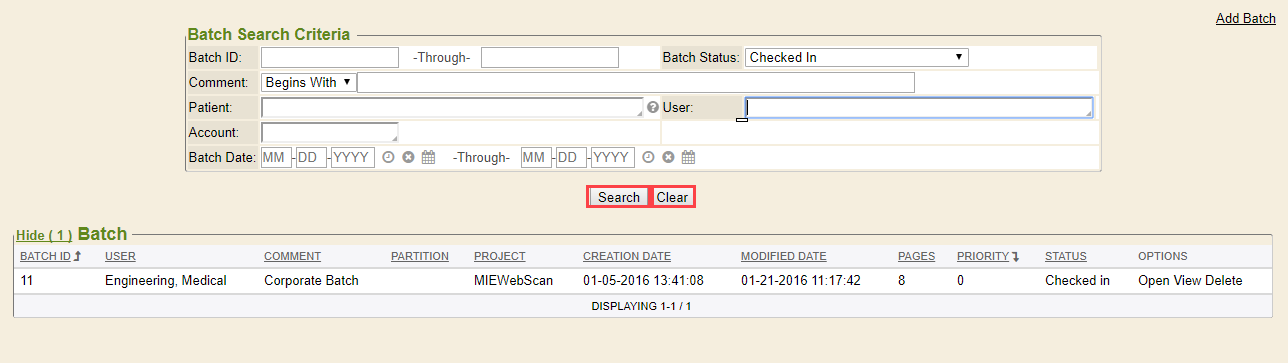 Add Batch
Batch Search Criteria
Batch ID: -Through- Batch Status: Checked In
Comment: Begins With
Patient: User:
Account:
Batch Date: MM-DD-YYYY -Through- MM-DD-YYYY
Search Clear
Hide ( 1 ) Batch
BATCH ID USER COMMENT PARTITION PROJECT CREATION DATE MODIFIED DATE PAGES PRIORITY STATUS OPTIONS
11 Engineering, Medical Corporate Batch MIEWebScan 01-05-2016 13:41:08 01-21-2016 11:17:42 8 0 Checked in Open View Delete
DISPLAYING 1-1 / 1